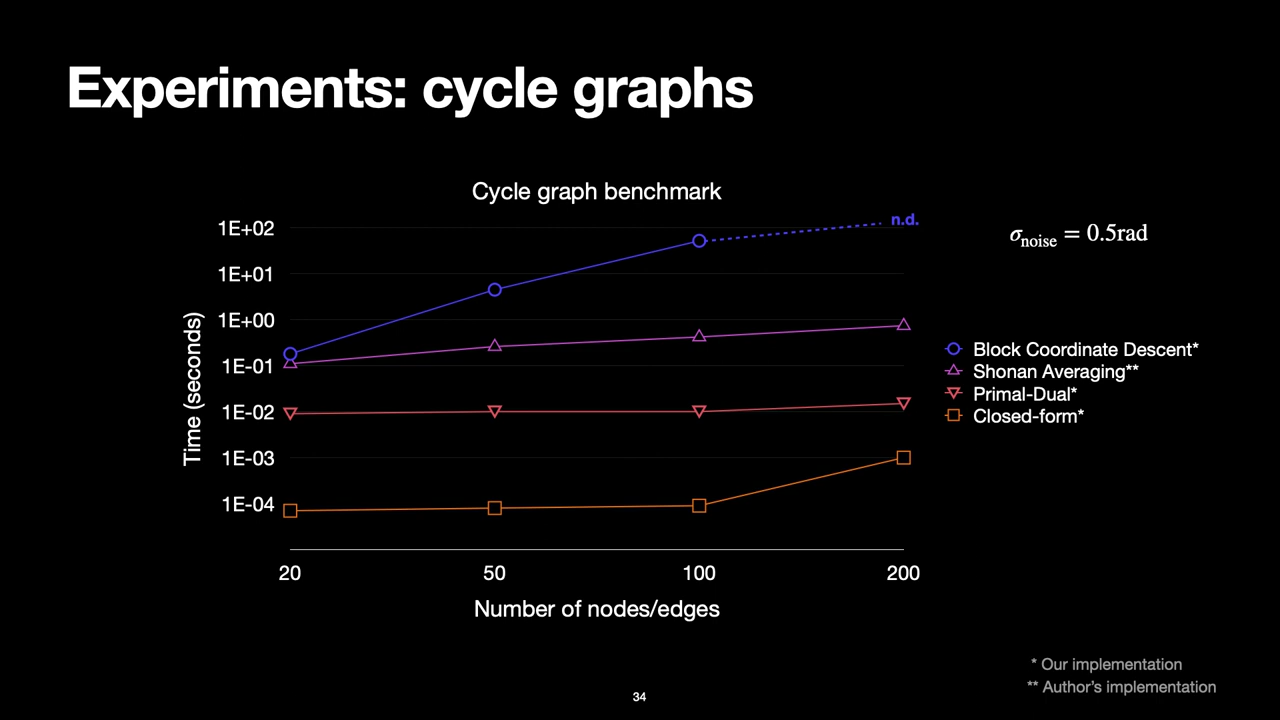 Experiments: cycle graphs
Cycle graph benchmark
1E+02
1E+01
1E+00
1E-01
1E-02
1E-03
1E-04
Time (seconds)
n.d.
20
50
100
200
Number of nodes/edges
σnoise = 0.5rad
Block Coordinate Descent*
Shonan Averaging**
Primal-Dual*
Closed-form*
* Our implementation
** Author's implementation
34